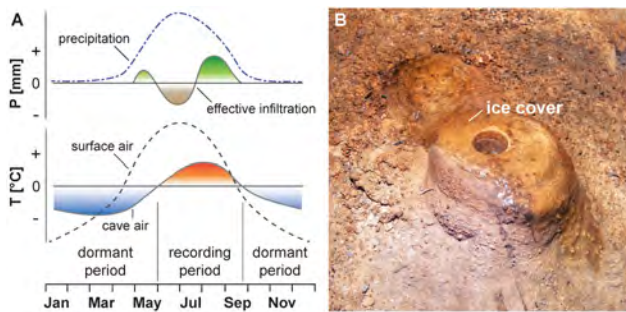 A
precipitation
P [mm]
+
0
-
effective infiltration
surface air
T [°C]
+
0
-
cave air
dormant
period
recording
period
dormant
period
Jan Mar May Jul Sep Nov
B
ice cover